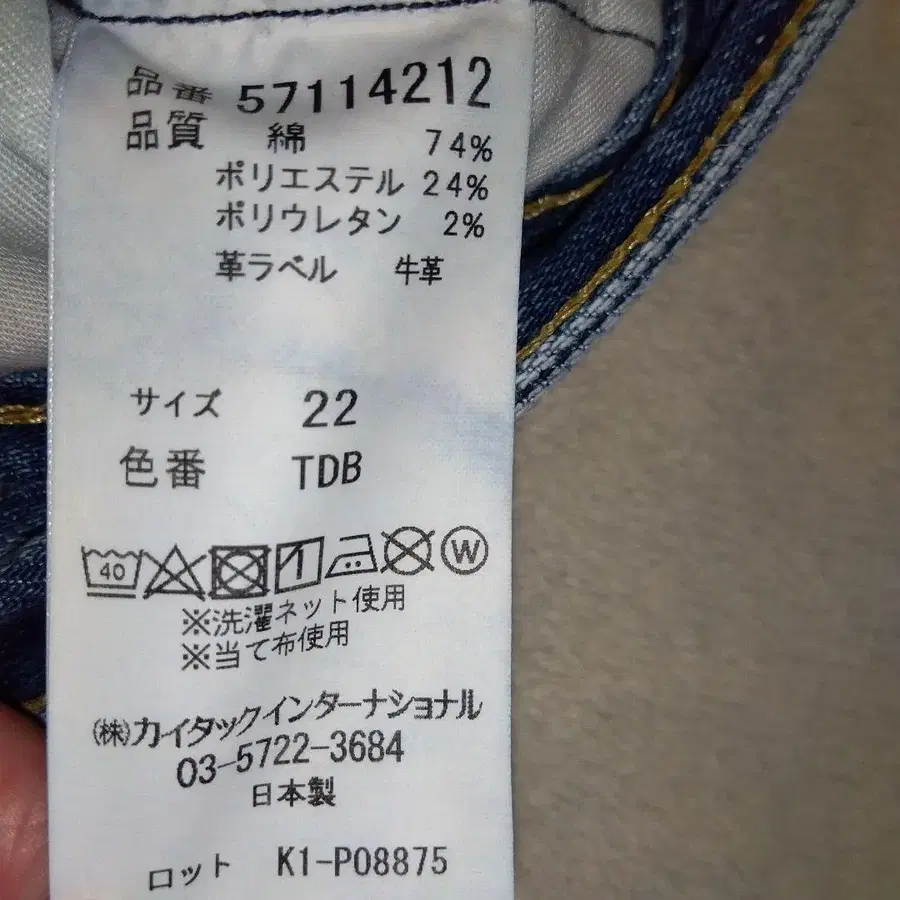 品番 57114212
品質 綿 74%
ポリエステル 24%
ポリウレタン 2%
革ラベル 牛革
サイズ 22
色番 TDB
40 W
※洗濯ネット使用
※当て布使用
㈱カイタックインターナショナル
03-5722-3684
日本製
ロット K1-P08875